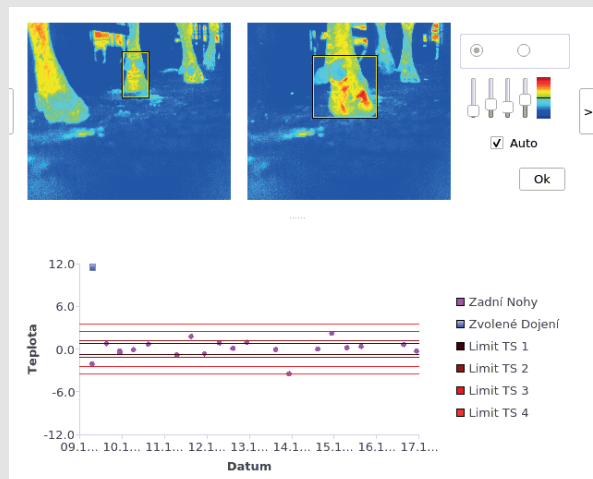 >
Auto
Ok
......
12.0
6.0
0.0
-6.0
-12.0
Teplota
09.1... 10.1... 11.1... 12.1... 13.1... 14.1... 15.1... 16.1... 17.1...
Datum
Zadní Nohy
Zvolené Dojení
Limit TS 1
Limit TS 2
Limit TS 3
Limit TS 4